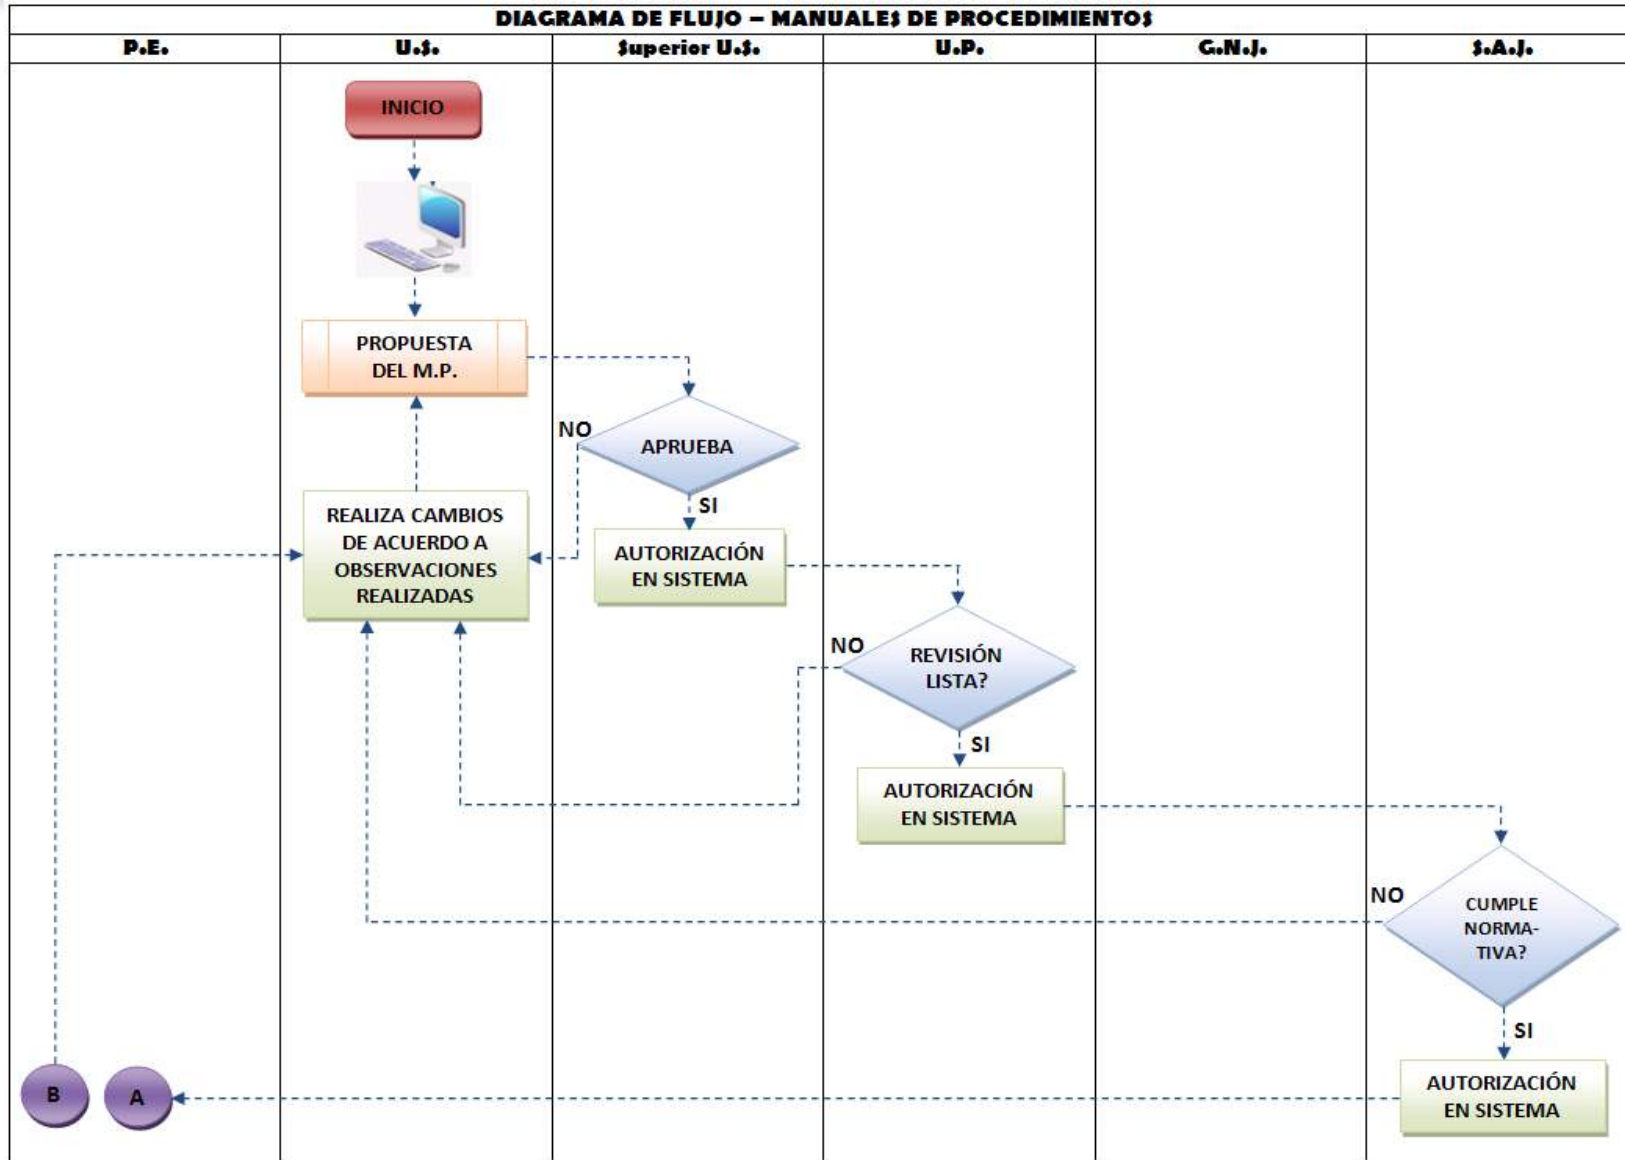 DIAGRAMA DE FLUJO – MANUALES DE PROCEDIMIENTOS
P.E.
U.S.
Superior U.S.
U.P.
G.N.J.
S.A.J.
INICIO
PROPUESTA
DEL M.P.
NO
APRUEBA
SI
REALIZA CAMBIOS
DE ACUERDO A
OBSERVACIONES
REALIZADAS
AUTORIZACIÓN
EN SISTEMA
NO
REVISIÓN
LISTA?
SI
AUTORIZACIÓN
EN SISTEMA
NO
CUMPLE
NORMA-
TIVA?
SI
B
A
AUTORIZACIÓN
EN SISTEMA